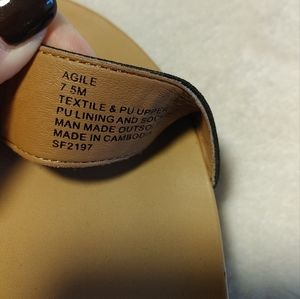 AGILE
7.5M
TEXTILE & PU UPPER
PU LINING AND SOC
MAN MADE OUTSO
MADE IN CAMBOD
SF2197